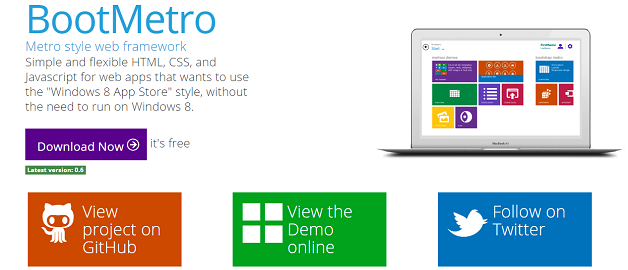 BootMetro
Metro style web framework
Simple and flexible HTML, CSS, and
Javascript for web apps that wants to use
the "Windows 8 App Store" style, without
the need to run on Windows 8.
Download Now it's free
Latest version: 0.6
MacBook Air
View
project on
GitHub
View the
Demo
online
Follow on
Twitter